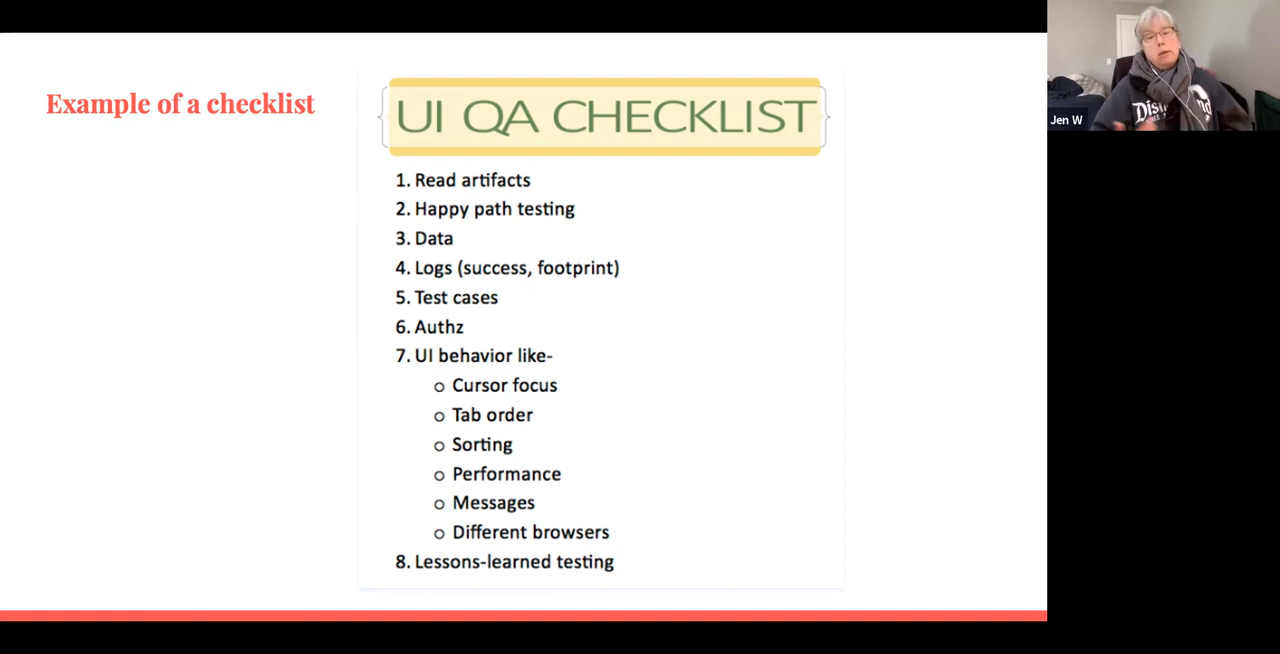 Example of a checklist
UI QA CHECKLIST
1. Read artifacts
2. Happy path testing
3. Data
4. Logs (success, footprint)
5. Test cases
6. Authz
7. UI behavior like-
o Cursor focus
o Tab order
o Sorting
o Performance
o Messages
o Different browsers
8. Lessons-learned testing
Jen W